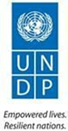 U N
D P
Empowered lives.
Resilient nations.